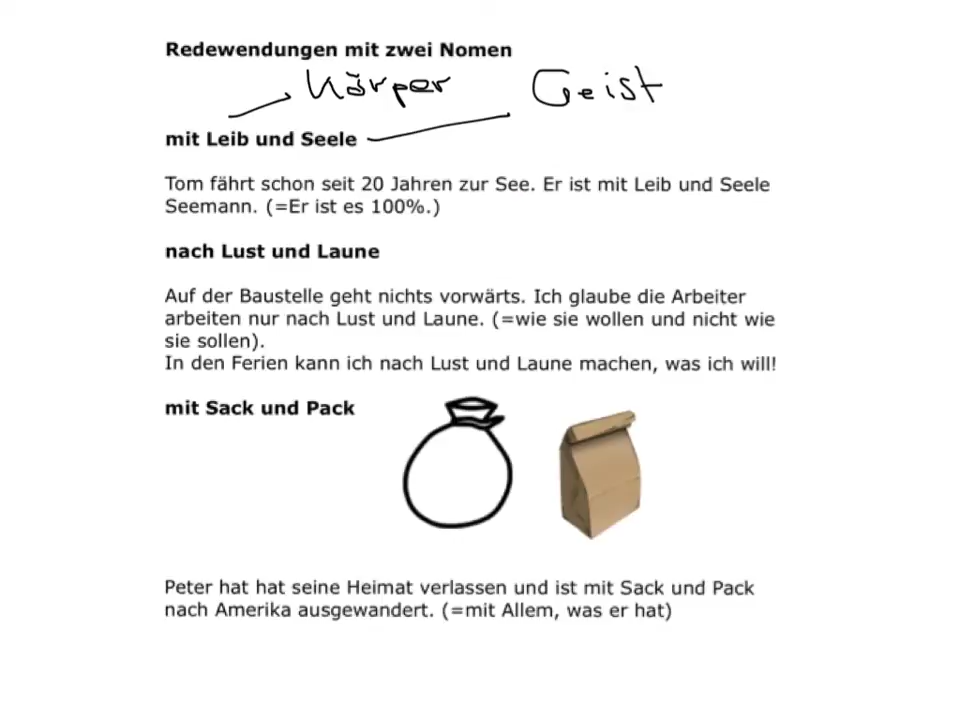 Redewendungen mit zwei Nomen
Körper Geist
mit Leib und Seele
Tom fährt schon seit 20 Jahren zur See. Er ist mit Leib und Seele
Seemann. (=Er ist es 100%.)
nach Lust und Laune
Auf der Baustelle geht nichts vorwärts. Ich glaube die Arbeiter
arbeiten nur nach Lust und Laune. (=wie sie wollen und nicht wie
sie sollen).
In den Ferien kann ich nach Lust und Laune machen, was ich will!
mit Sack und Pack
Peter hat hat seine Heimat verlassen und ist mit Sack und Pack
nach Amerika ausgewandert. (=mit Allem, was er hat)